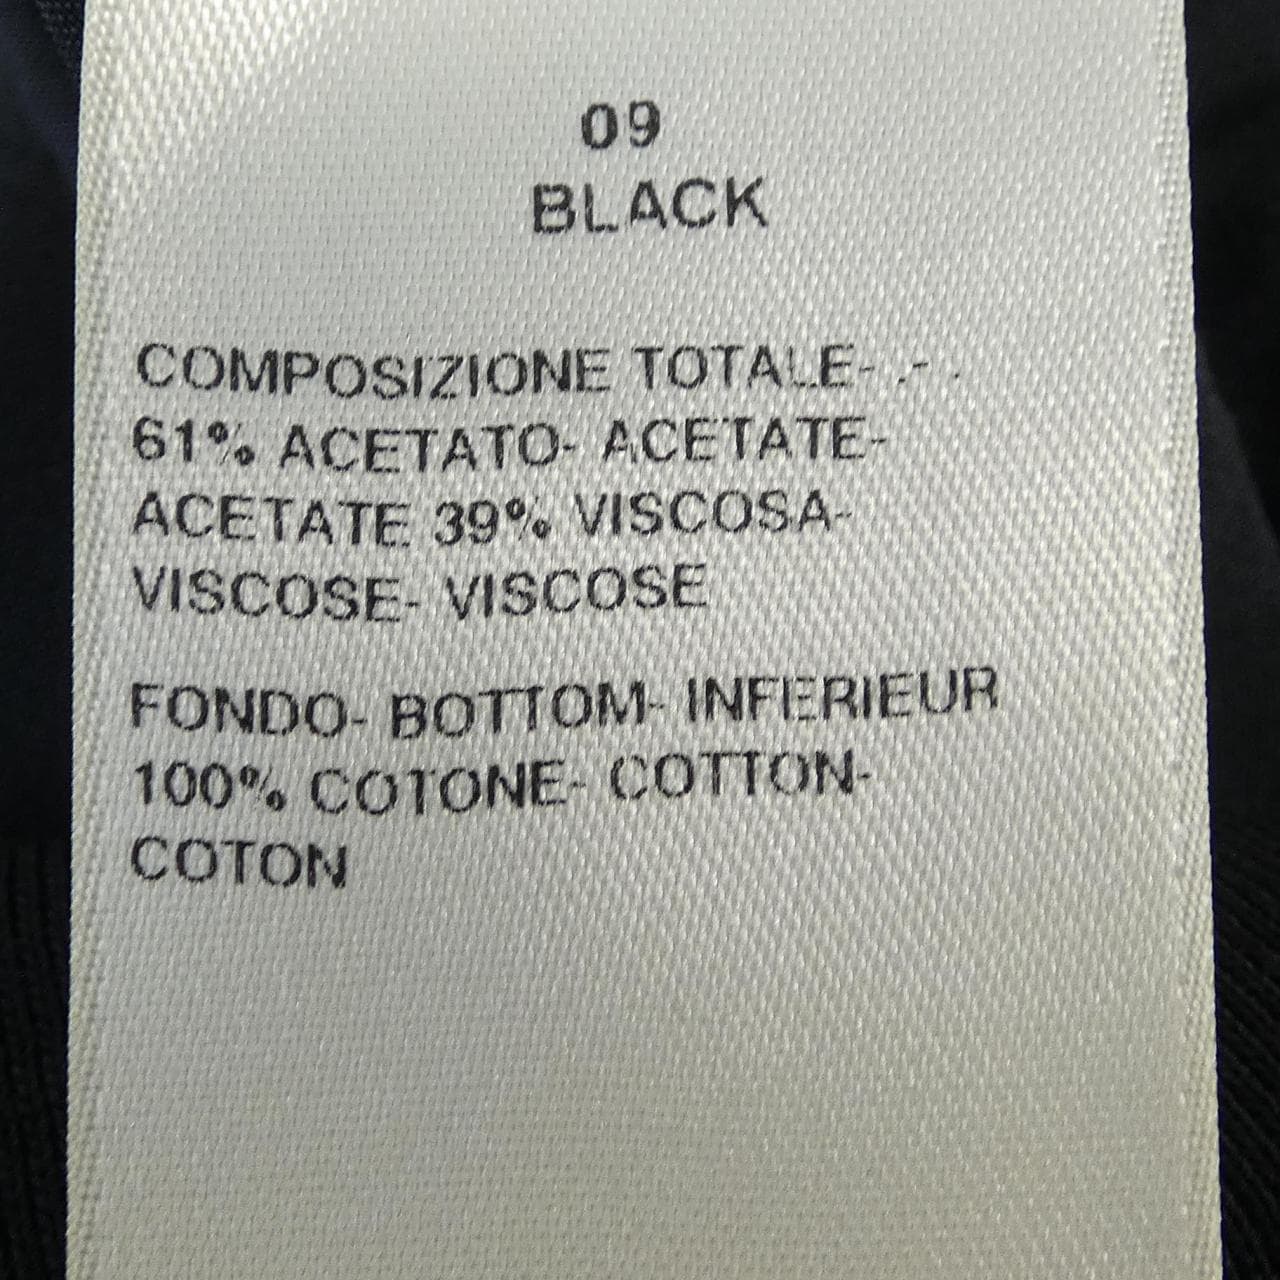 09
BLACK
COMPOSIZIONE TOTALE- .- .
61% ACETATO- ACETATE-
ACETATE 39% VISCOSA-
VISCOSE- VISCOSE
FONDO- BOTTOM- INFERIEUR
100% COTONE- COTTON-
COTON